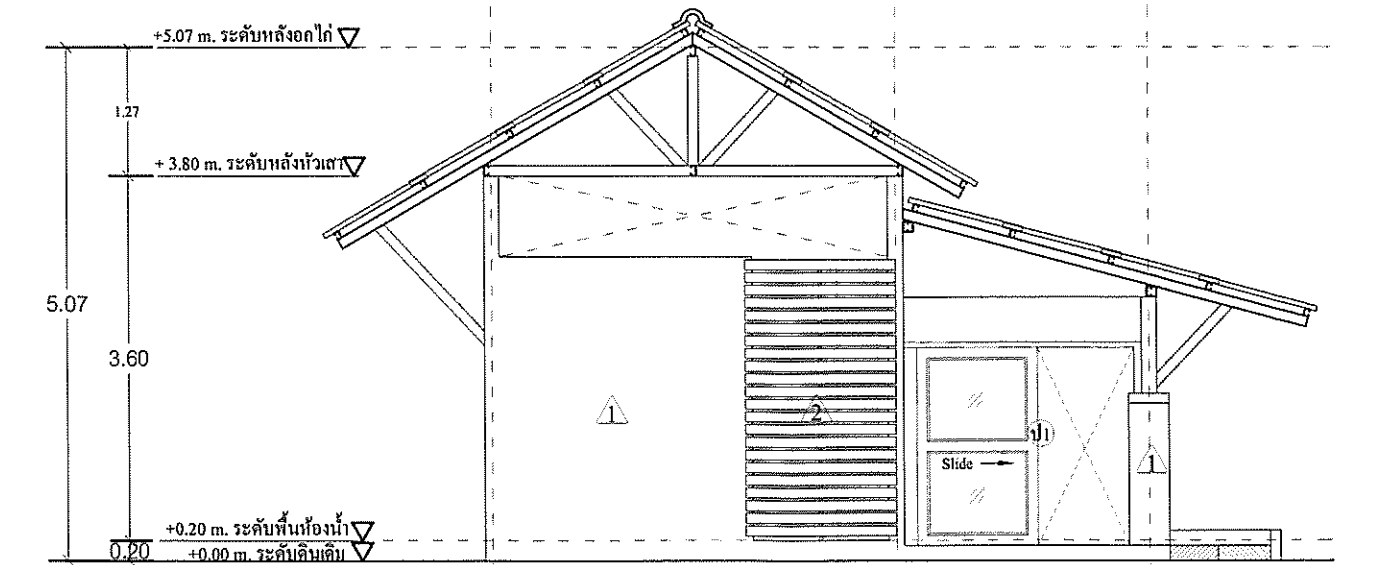 +5.07 m. ระดับหลังอกไก่
1.27
+ 3.80 m. ระดับหลังหัวเสา
5.07
3.60
1
2
ป1
Slide
1
+0.20 m. ระดับพื้นห้องน้ำ
0.20
+0.00 m. ระดับดินเดิม